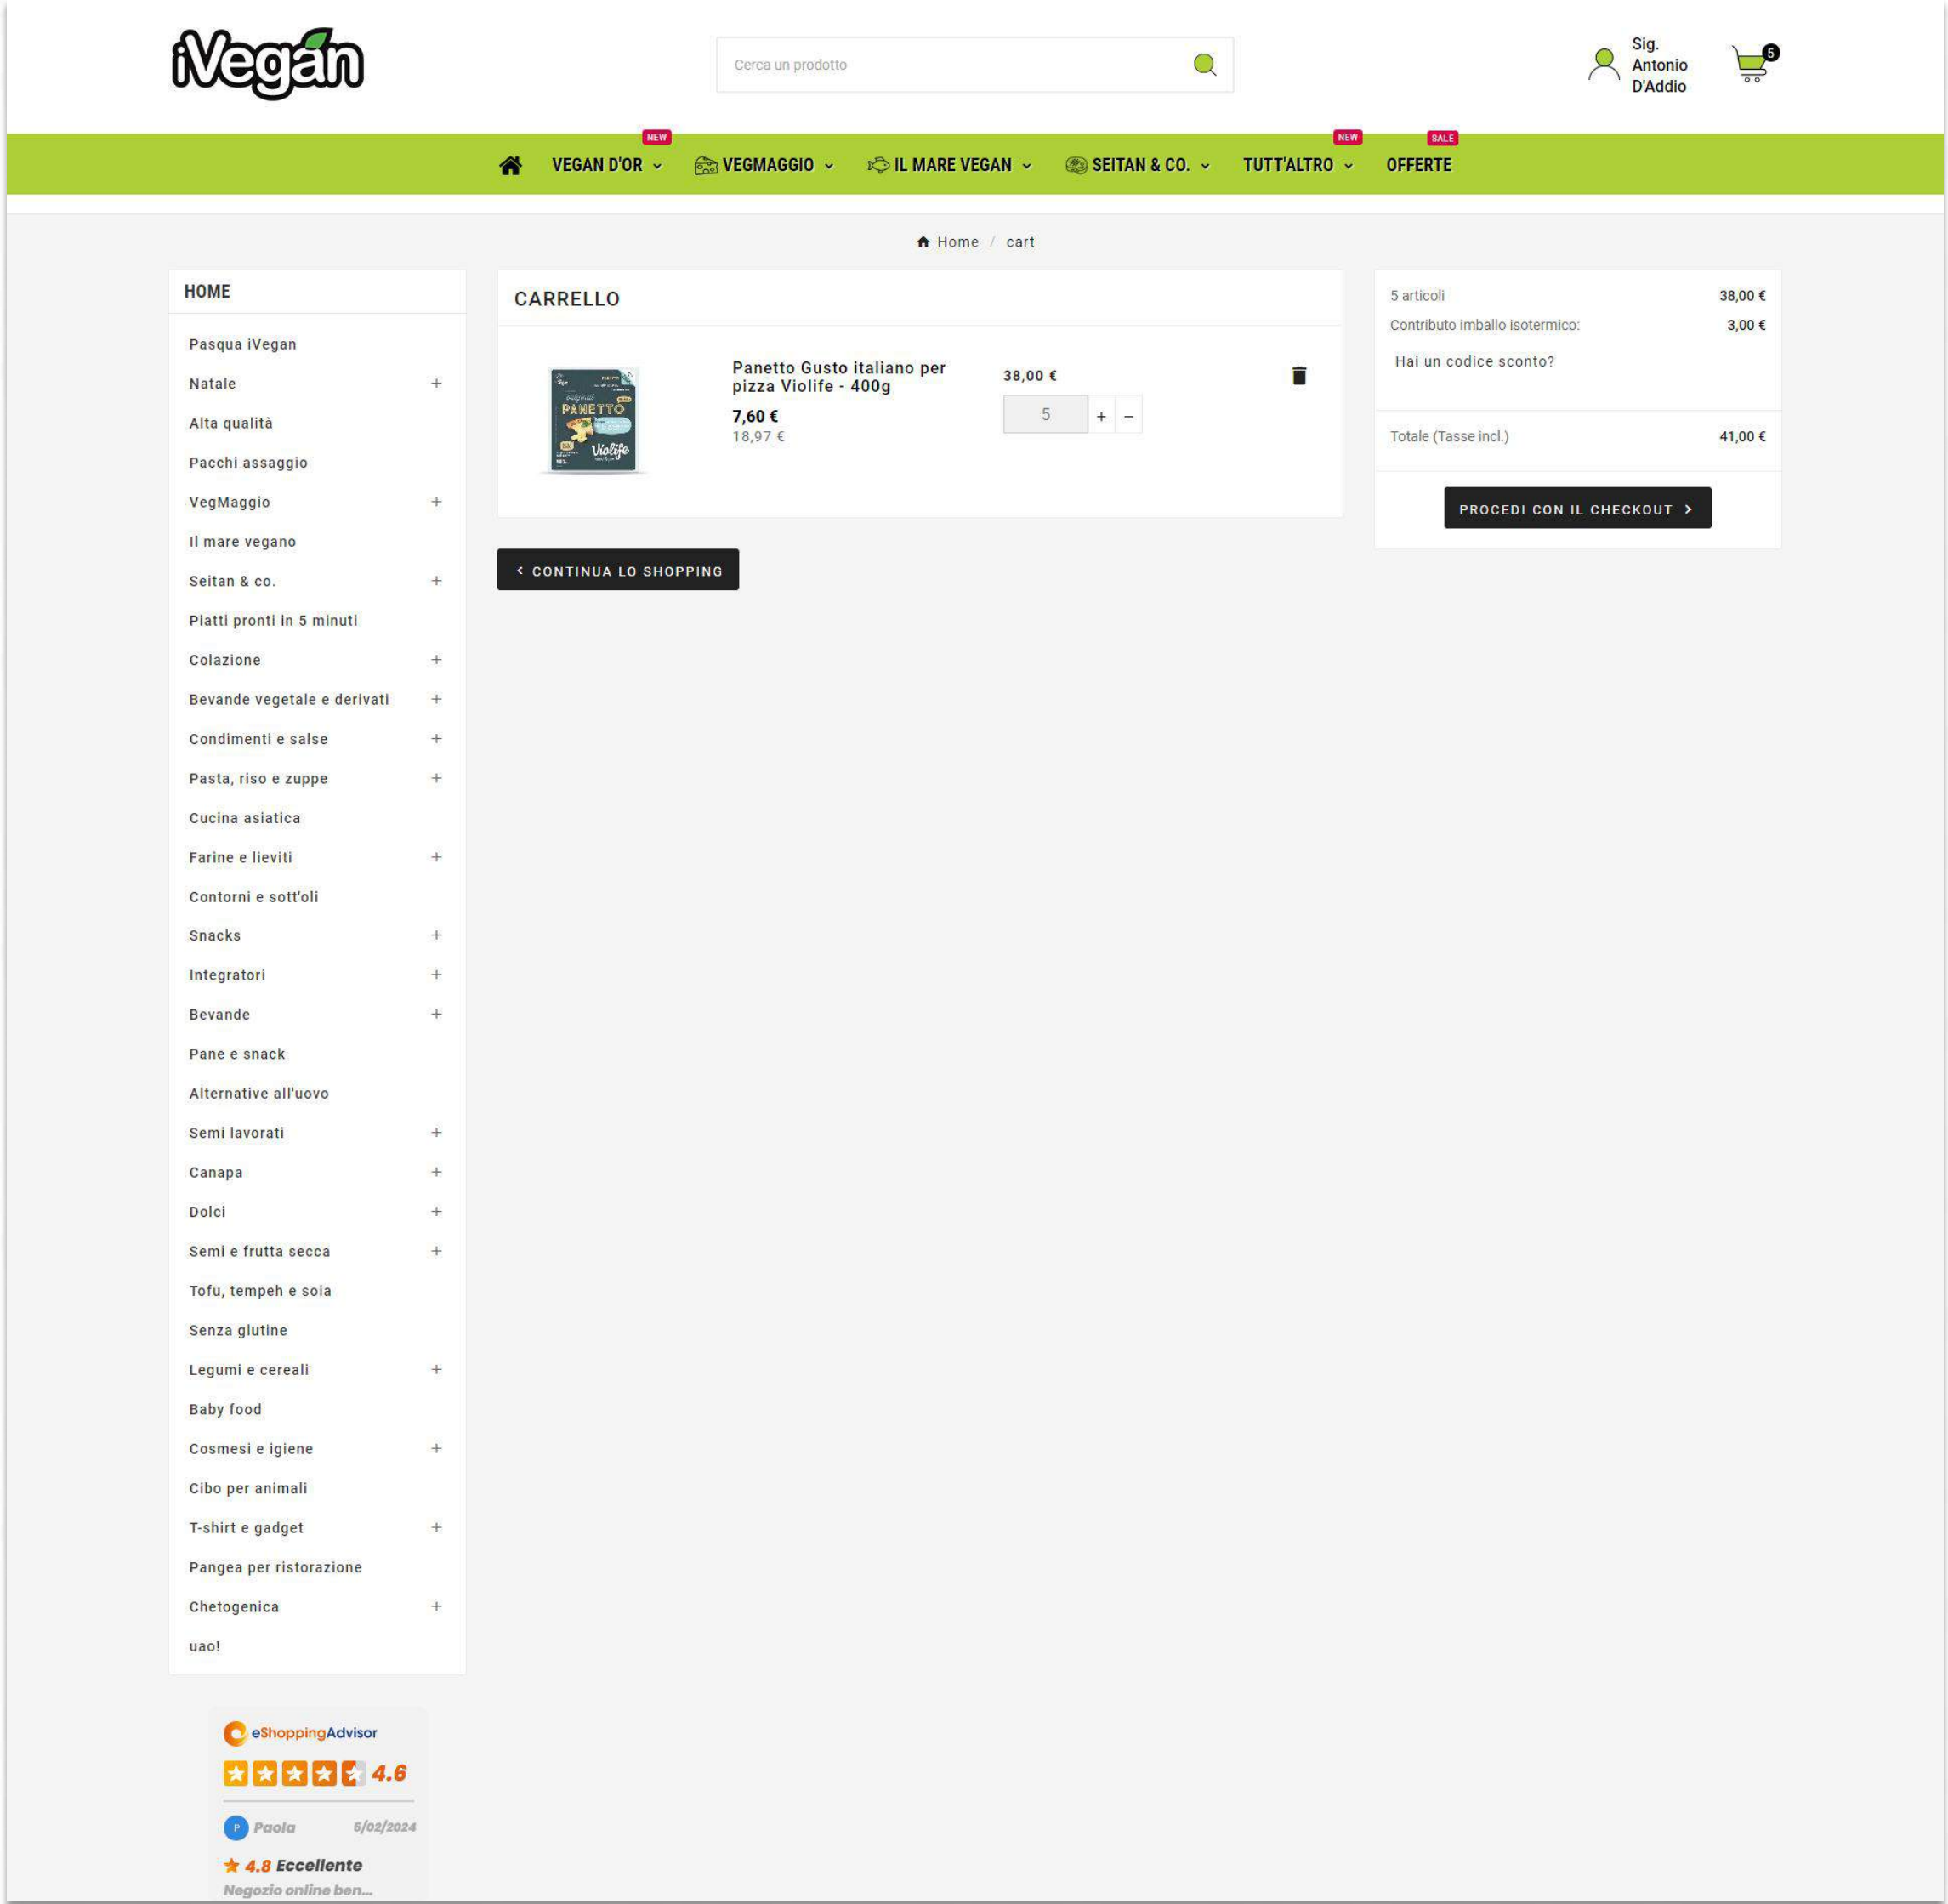 iVegan
Cerca un prodotto
Sig.
Antonio
D'Addio
5
NEW
NEW
SALE
VEGAN D'OR
VEGMAGGIO
IL MARE VEGAN
SEITAN & CO.
TUTT'ALTRO
OFFERTE
Home / cart
HOME
Pasqua iVegan
Natale +
Alta qualità
Pacchi assaggio
VegMaggio +
Il mare vegano
Seitan & co. +
Piatti pronti in 5 minuti
Colazione +
Bevande vegetale e derivati +
Condimenti e salse +
Pasta, riso e zuppe +
Cucina asiatica
Farine e lieviti +
Contorni e sott'oli
Snacks +
Integratori +
Bevande +
Pane e snack
Alternative all'uovo
Semi lavorati +
Canapa +
Dolci +
Semi e frutta secca +
Tofu, tempeh e soia
Senza glutine
Legumi e cereali +
Baby food
Cosmesi e igiene +
Cibo per animali
T-shirt e gadget +
Pangea per ristorazione
Chetogenica +
uao!
eShoppingAdvisor
4.6
P Paola 5/02/2024
4.8 Eccellente
Negozio online ben...
CARRELLO
Original
PANETTO
Violife
Panetto Gusto italiano per
pizza Violife - 400g
7,60 €
18,97 €
38,00 €
5 + −
< CONTINUA LO SHOPPING
5 articoli 38,00 €
Contributo imballo isotermico: 3,00 €
Hai un codice sconto?
Totale (Tasse incl.) 41,00 €
PROCEDI CON IL CHECKOUT >